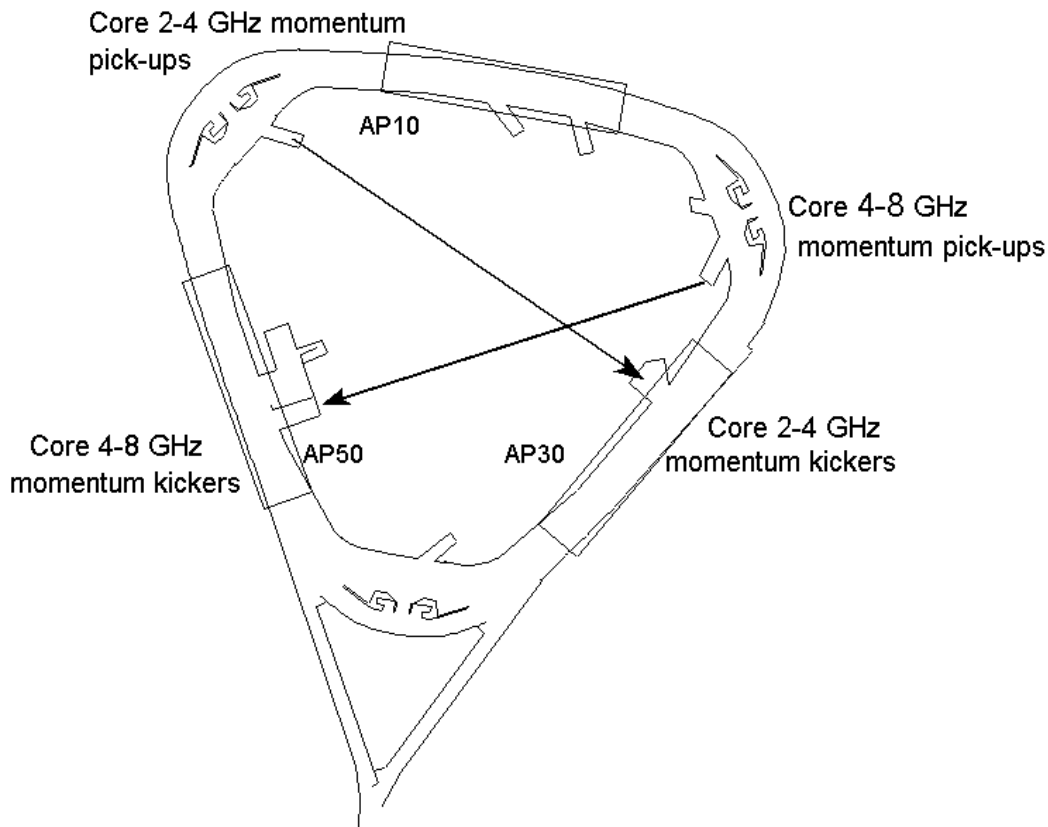 Core 2-4 GHz momentum
pick-ups
AP10
Core 4-8 GHz
momentum pick-ups
Core 4-8 GHz
momentum kickers
AP50
AP30
Core 2-4 GHz
momentum kickers